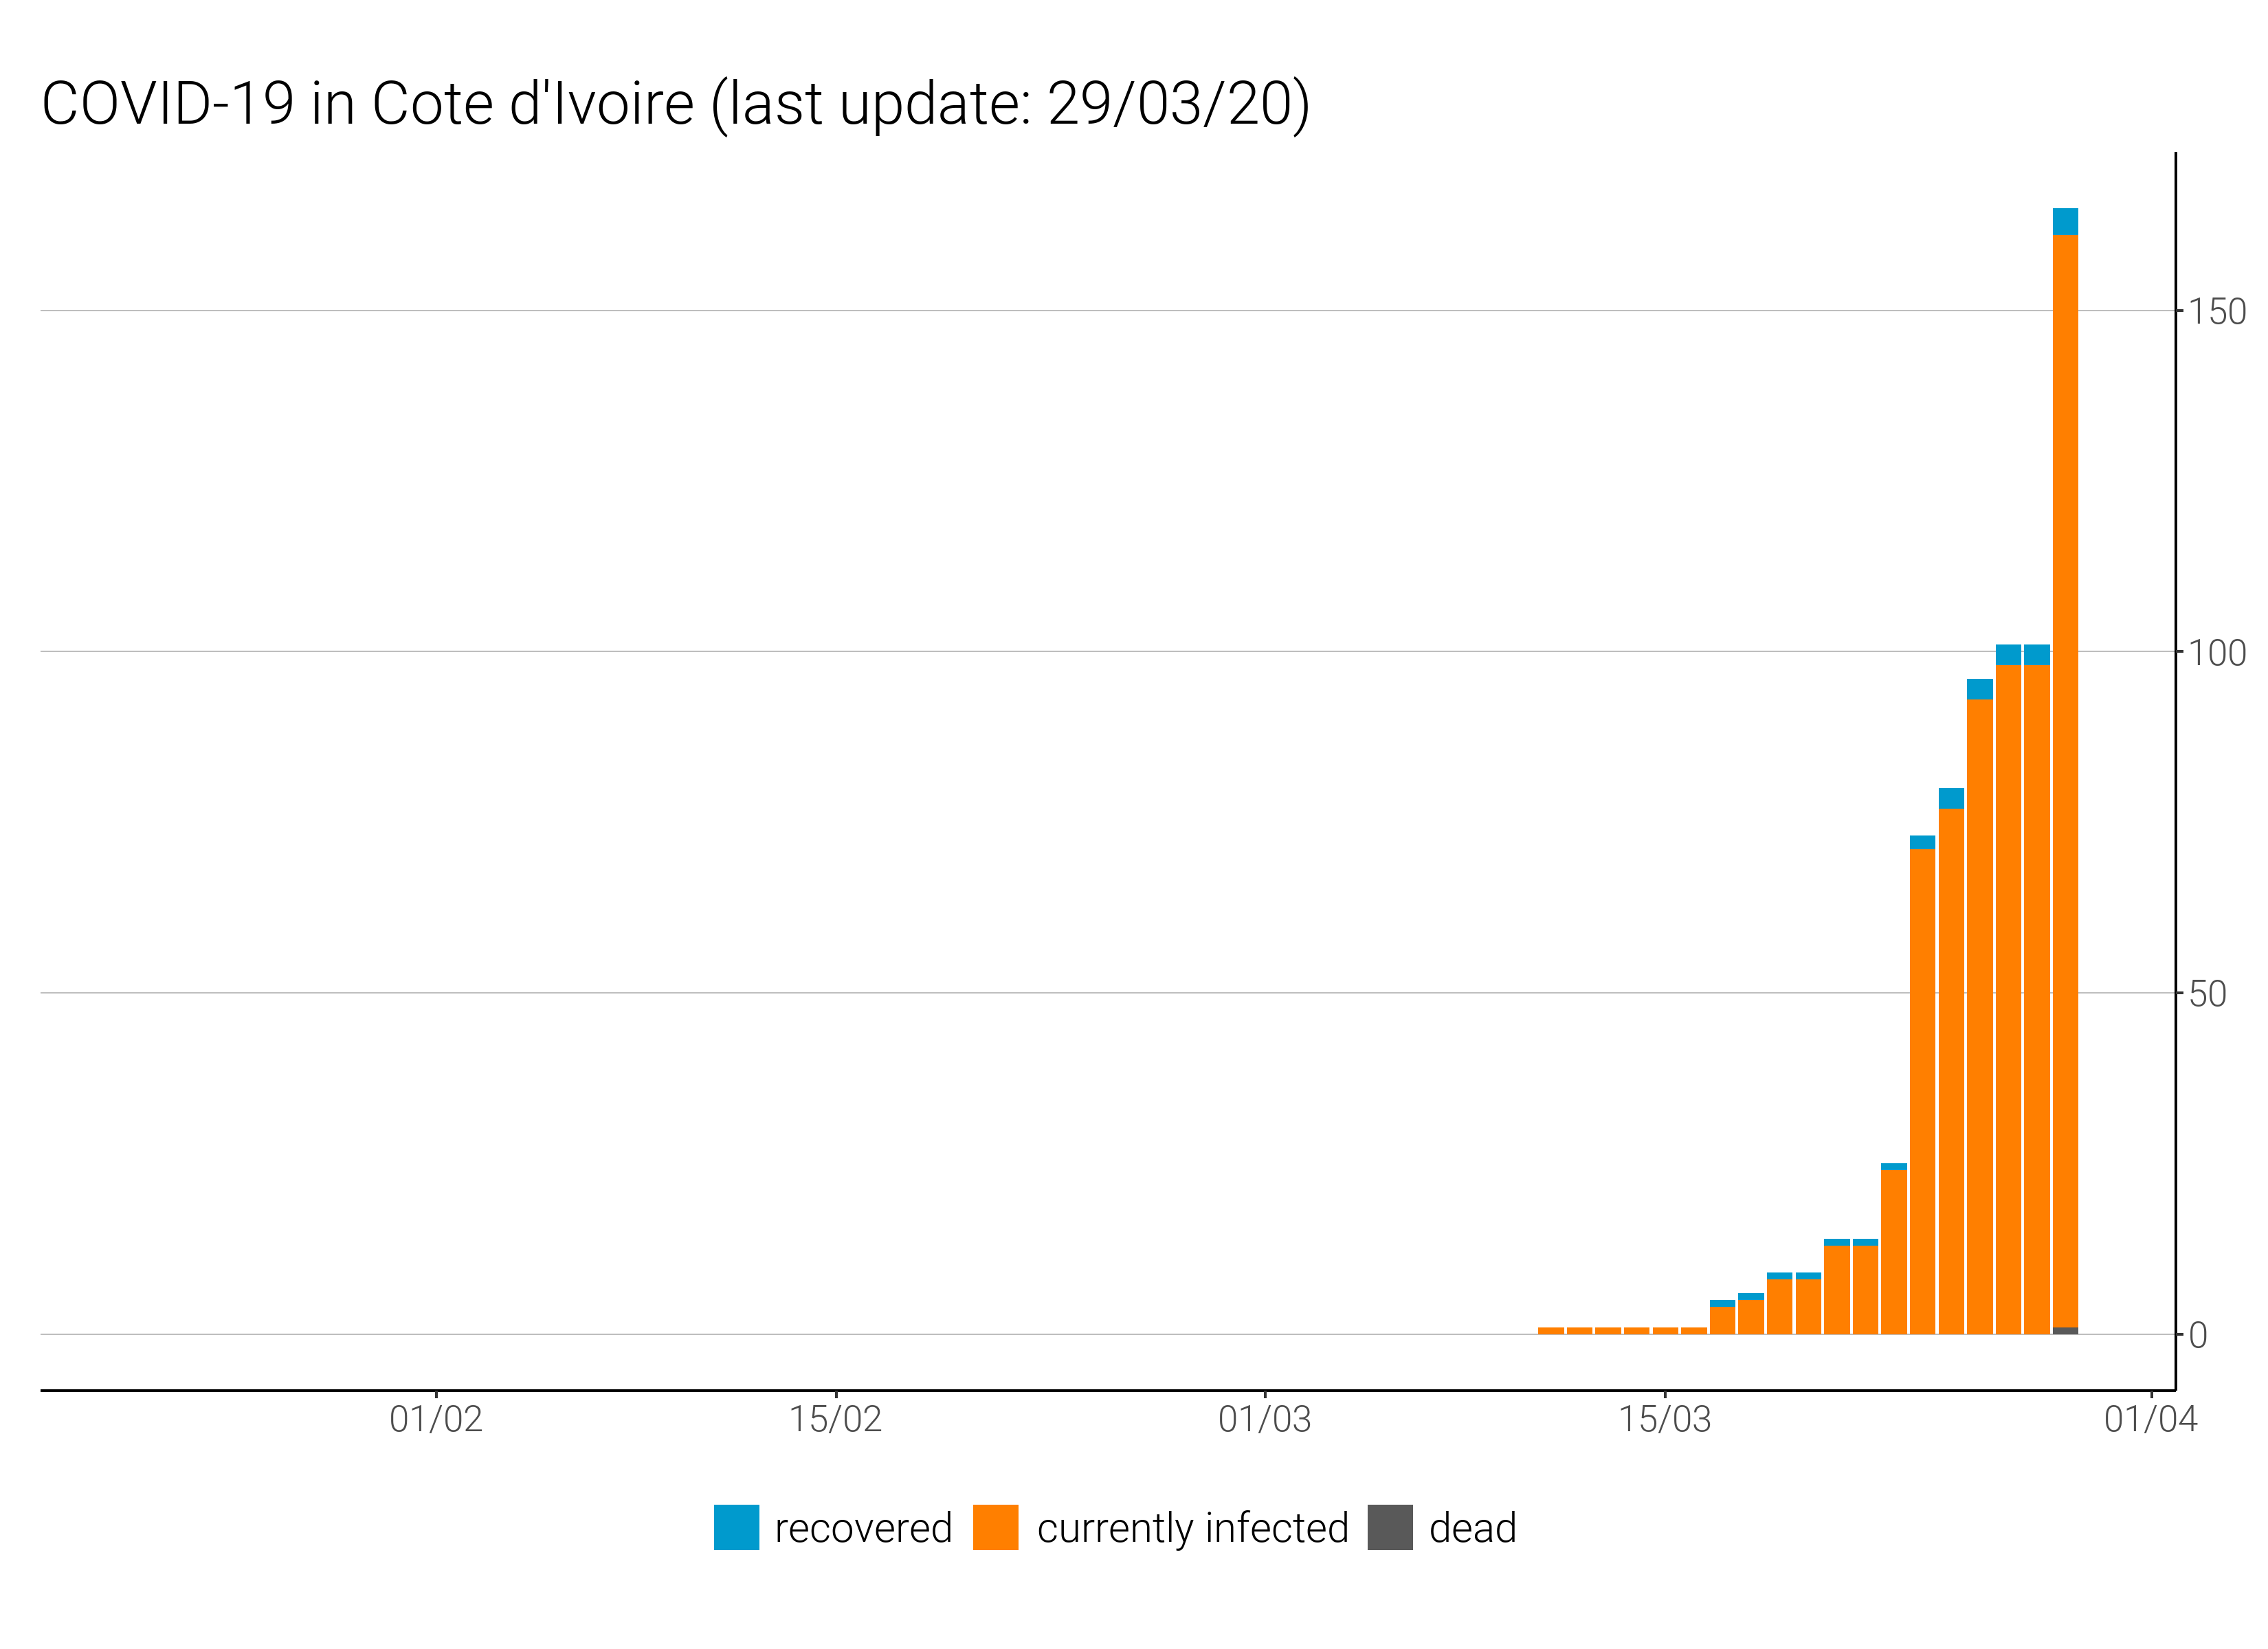 COVID-19 in Cote d'Ivoire (last update: 29/03/20)
150
100
50
0
01/02 15/02 01/03 15/03 01/04
recovered currently infected dead